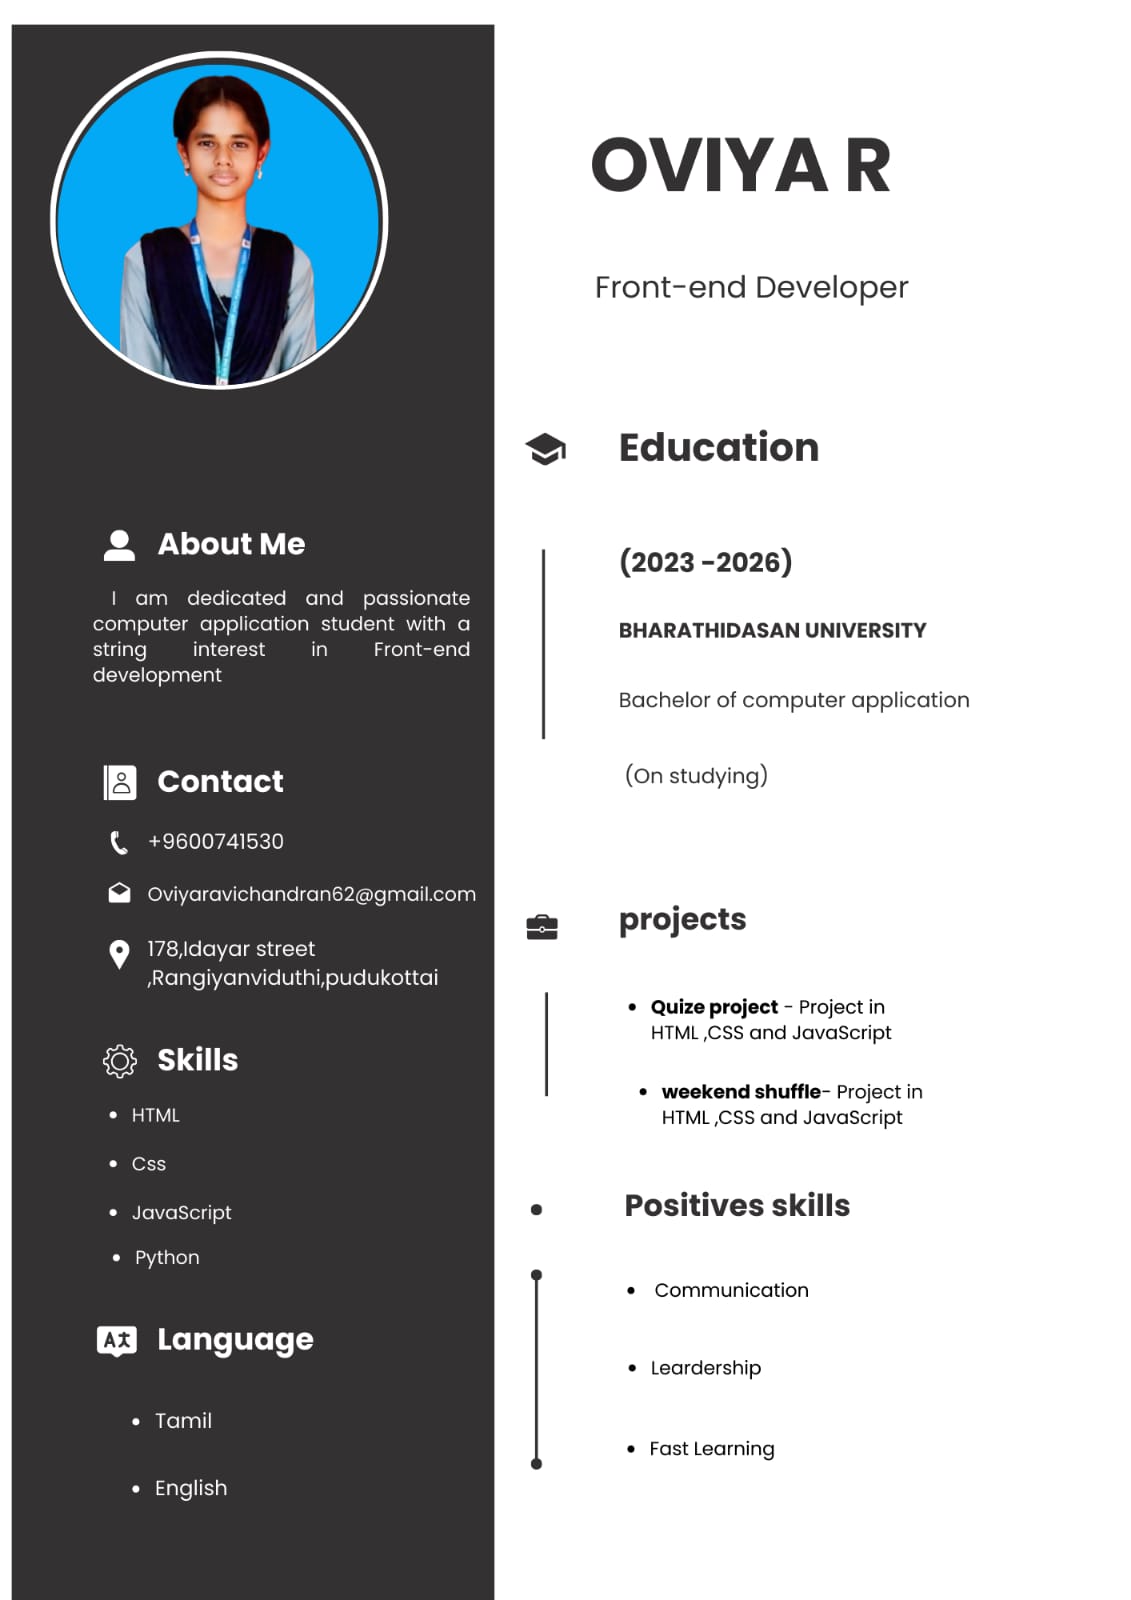 OVIYA R
Front-end Developer
About Me
I am dedicated and passionate
computer application student with a
string interest in Front-end
development
Contact
+9600741530
Oviyaravichandran62@gmail.com
178,Idayar street
,Rangiyanviduthi,pudukottai
Skills
• HTML
• Css
• JavaScript
• Python
Language
• Tamil
• English
Education
(2023 -2026)
BHARATHIDASAN UNIVERSITY
Bachelor of computer application
(On studying)
projects
• Quize project - Project in
HTML ,CSS and JavaScript
• weekend shuffle- Project in
HTML ,CSS and JavaScript
Positives skills
• Communication
• Leardership
• Fast Learning